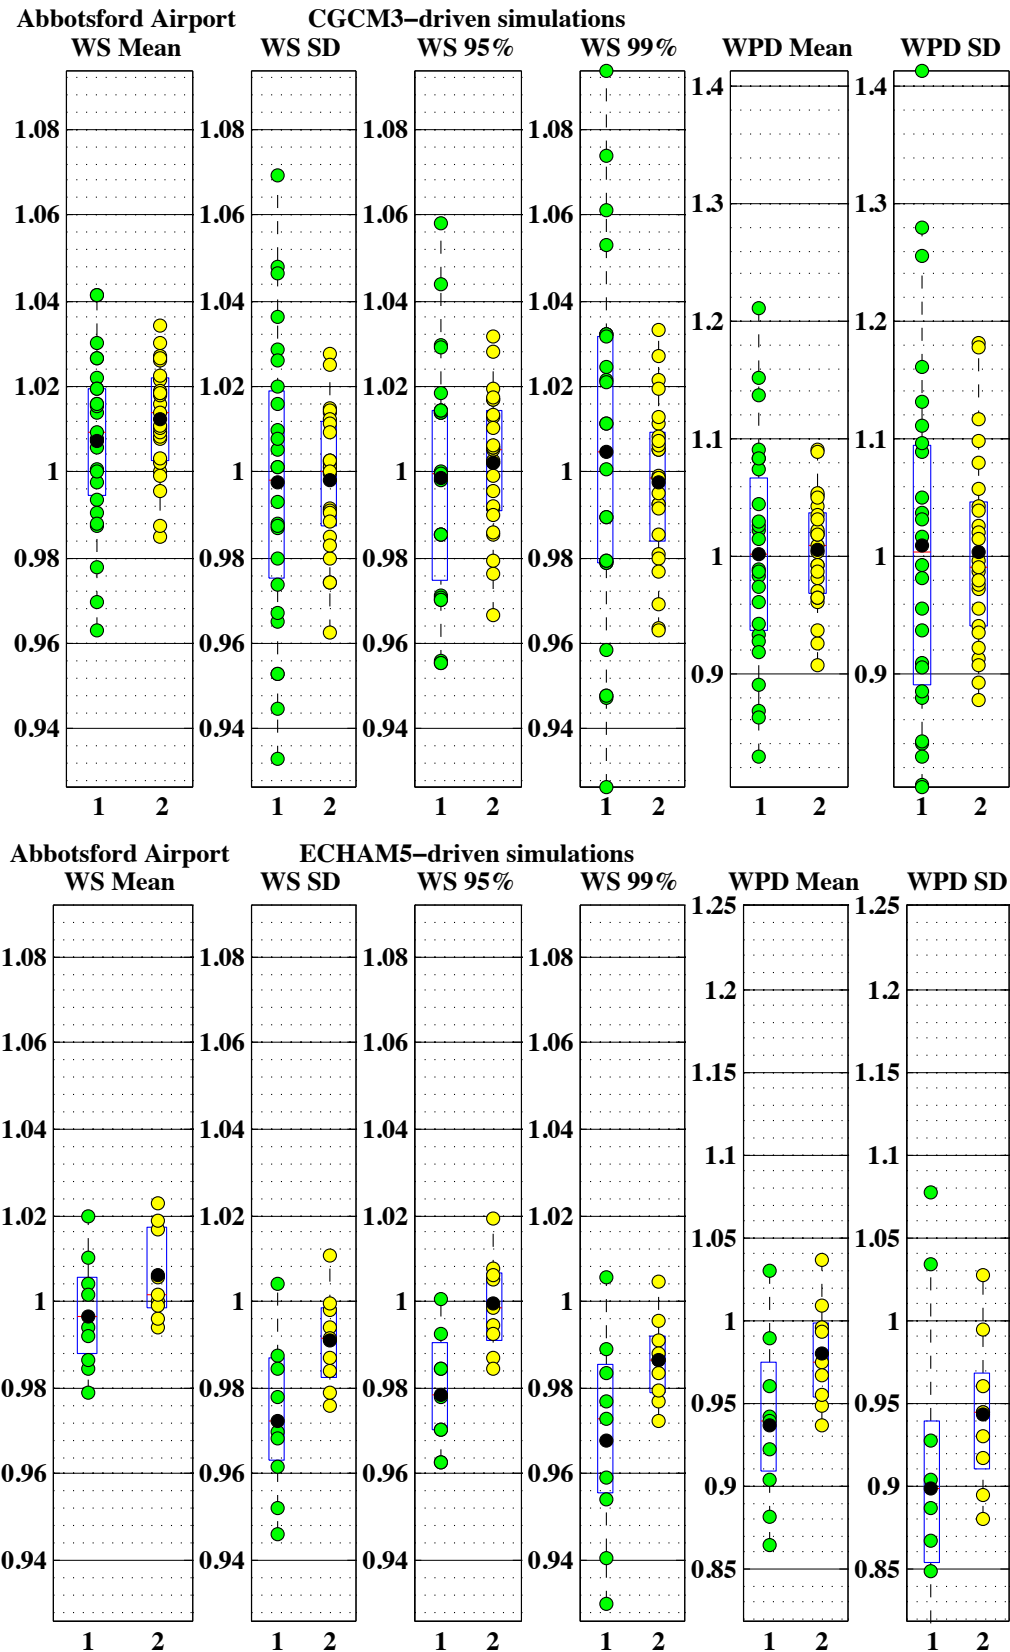 Abbotsford Airport CGCM3−driven simulations
WS Mean WS SD WS 95% WS 99% WPD Mean WPD SD
1.08 1.08 1.08 1.08 1.4 1.4
1.06 1.06 1.06 1.06 1.3 1.3
1.04 1.04 1.04 1.04 1.2 1.2
1.02 1.02 1.02 1.02 1.1 1.1
1 1 1 1 1 1
0.98 0.98 0.98 0.98 0.9 0.9
0.96 0.96 0.96 0.96
0.94 0.94 0.94 0.94
1 2 1 2 1 2 1 2 1 2 1 2
Abbotsford Airport ECHAM5−driven simulations
WS Mean WS SD WS 95% WS 99% WPD Mean WPD SD
1.25 1.25
1.08 1.08 1.08 1.08 1.2 1.2
1.06 1.06 1.06 1.06 1.15 1.15
1.04 1.04 1.04 1.04 1.1 1.1
1.02 1.02 1.02 1.02 1.05 1.05
1 1 1 1 1 1
0.98 0.98 0.98 0.98 0.95 0.95
0.96 0.96 0.96 0.96 0.9 0.9
0.94 0.94 0.94 0.94 0.85 0.85
1 2 1 2 1 2 1 2 1 2 1 2